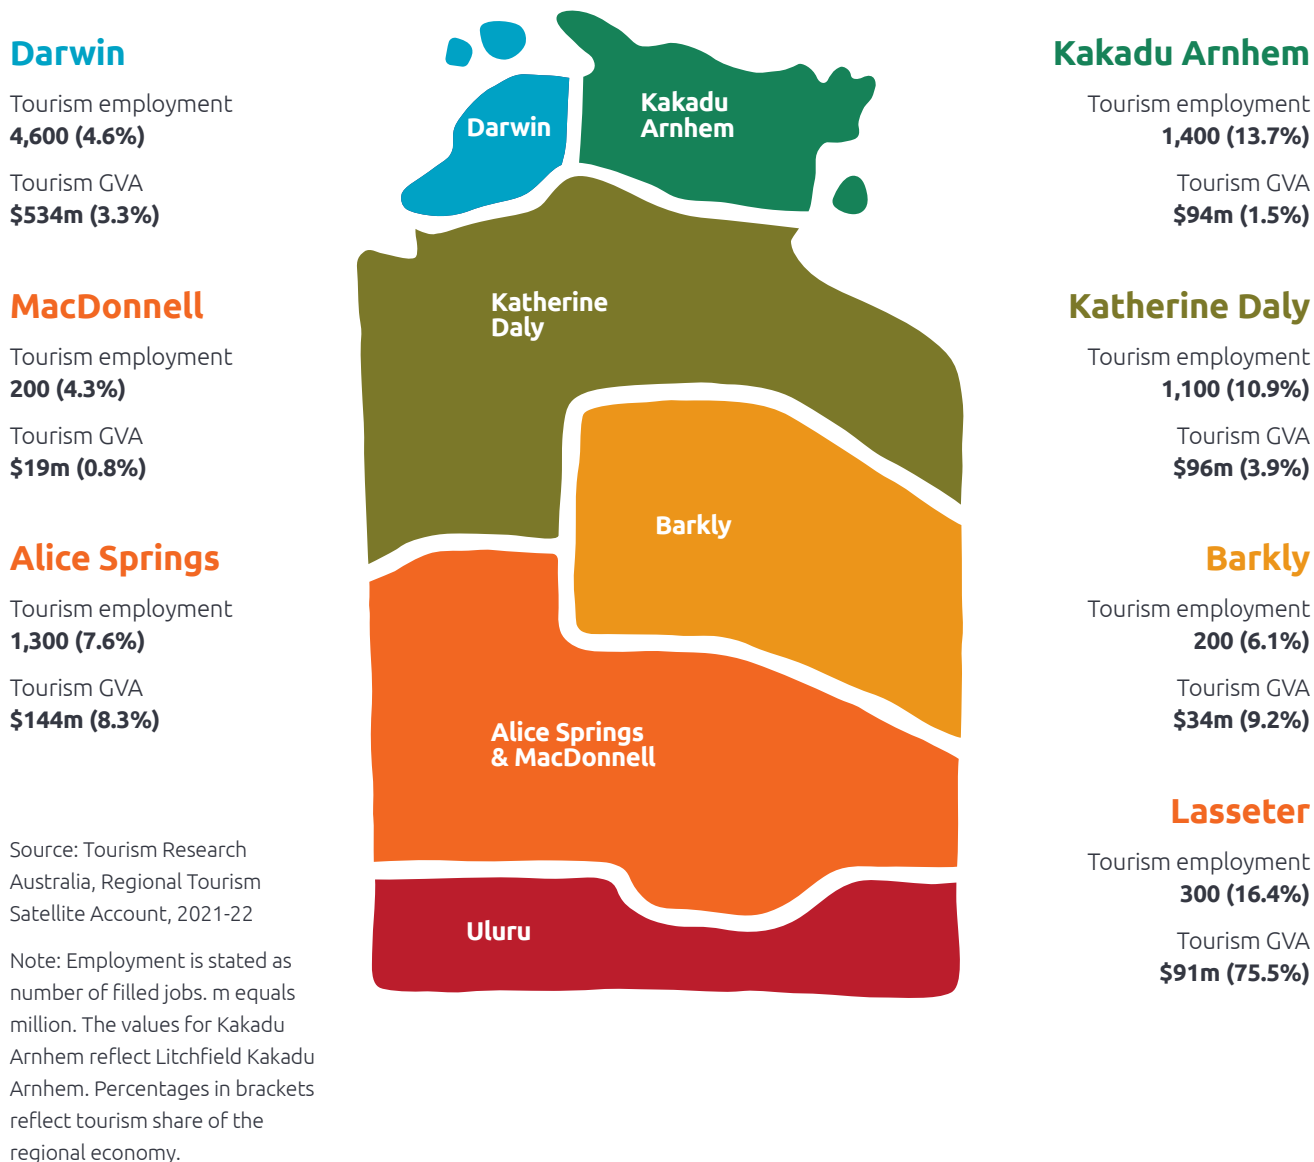 Darwin
Tourism employment
4,600 (4.6%)
Tourism GVA
$534m (3.3%)
MacDonnell
Tourism employment
200 (4.3%)
Tourism GVA
$19m (0.8%)
Alice Springs
Tourism employment
1,300 (7.6%)
Tourism GVA
$144m (8.3%)
Source: Tourism Research
Australia, Regional Tourism
Satellite Account, 2021-22
Note: Employment is stated as
number of filled jobs. m equals
million. The values for Kakadu
Arnhem reflect Litchfield Kakadu
Arnhem. Percentages in brackets
reflect tourism share of the
regional economy.
Darwin
Kakadu
Arnhem
Katherine
Daly
Barkly
Alice Springs
& MacDonnell
Uluru
Kakadu Arnhem
Tourism employment
1,400 (13.7%)
Tourism GVA
$94m (1.5%)
Katherine Daly
Tourism employment
1,100 (10.9%)
Tourism GVA
$96m (3.9%)
Barkly
Tourism employment
200 (6.1%)
Tourism GVA
$34m (9.2%)
Lasseter
Tourism employment
300 (16.4%)
Tourism GVA
$91m (75.5%)